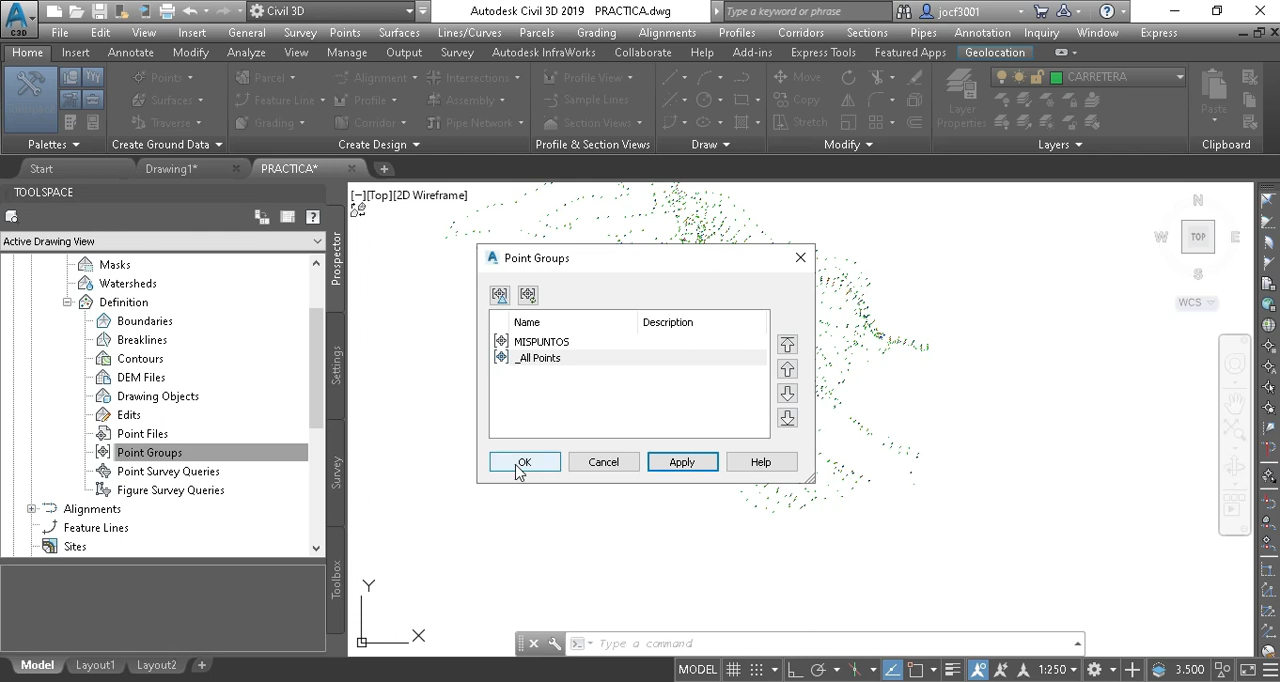 C3D
Civil 3D
Autodesk Civil 3D 2019 PRACTICA.dwg
Type a keyword or phrase
jocf3001
File Edit View Insert General Survey Points Surfaces Lines/Curves Parcels Grading Alignments Profiles Corridors Sections Pipes Annotation Inquiry Window Express
Home Insert Annotate Modify Analyze View Manage Output Survey Autodesk InfraWorks Collaborate Help Add-ins Express Tools Featured Apps Geolocation
Points Parcel Alignment Intersections Profile View Move CARRETERA
Surfaces Feature Line Profile Assembly Sample Lines Copy
Traverse Grading Corridor Pipe Network Section Views Stretch
Layer
Properties
Paste
Palettes Create Ground Data Create Design Profile & Section Views Draw Modify Layers Clipboard
Start Drawing1* PRACTICA*
TOOLSPACE
[−][Top][2D Wireframe]
Active Drawing View
Masks
Watersheds
Definition
Boundaries
Breaklines
Contours
DEM Files
Drawing Objects
Edits
Point Files
Point Groups
Point Survey Queries
Figure Survey Queries
Alignments
Feature Lines
Sites
Prospector
Settings
Survey
Toolbox
Point Groups
Name Description
MISPUNTOS
_All Points
OK Cancel Apply Help
N
W TOP E
S
WCS
Y
X
Type a command
Model Layout1 Layout2
MODEL 1:250 3.500